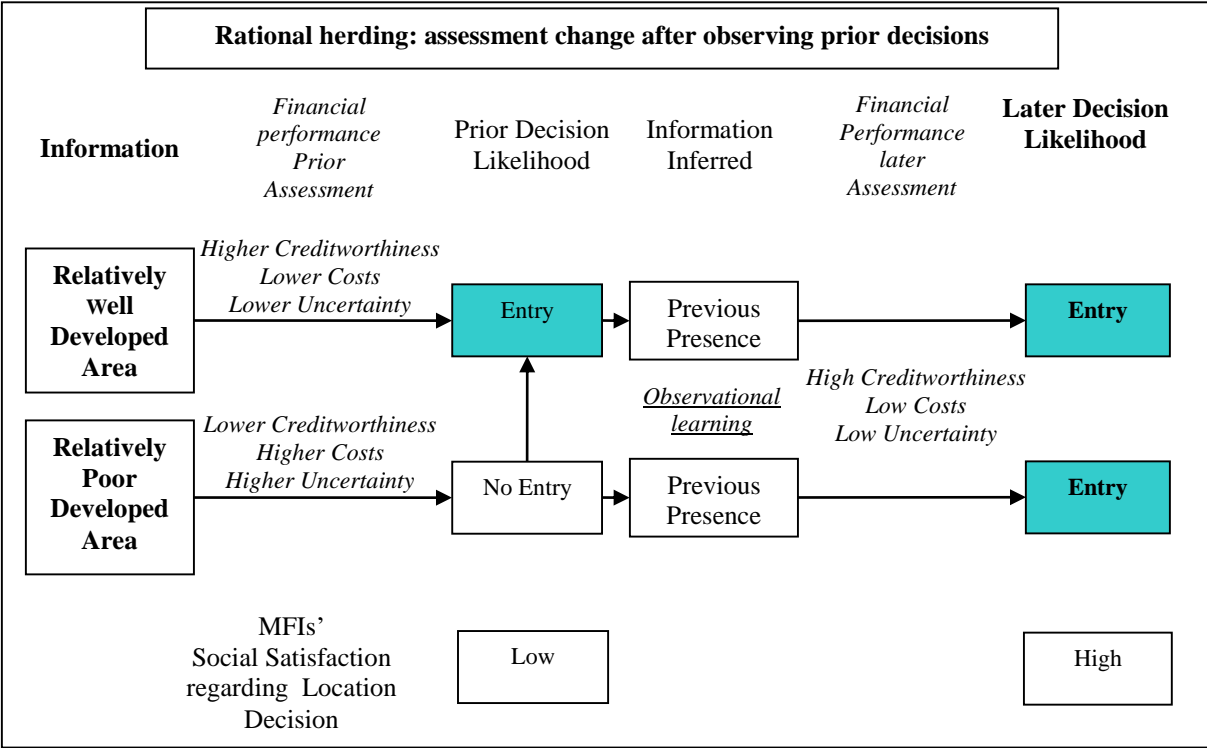 Rational herding: assessment change after observing prior decisions
Information
Financial
performance
Prior
Assessment
Prior Decision
Likelihood
Information
Inferred
Financial
Performance
later
Assessment
Later Decision
Likelihood
Relatively
Well
Developed
Area
Higher Creditworthiness
Lower Costs
Lower Uncertainty
Entry
Previous
Presence
Entry
Observational
learning
High Creditworthiness
Low Costs
Low Uncertainty
Relatively
Poor
Developed
Area
Lower Creditworthiness
Higher Costs
Higher Uncertainty
No Entry
Previous
Presence
Entry
MFIs’
Social Satisfaction
regarding Location
Decision
Low
High